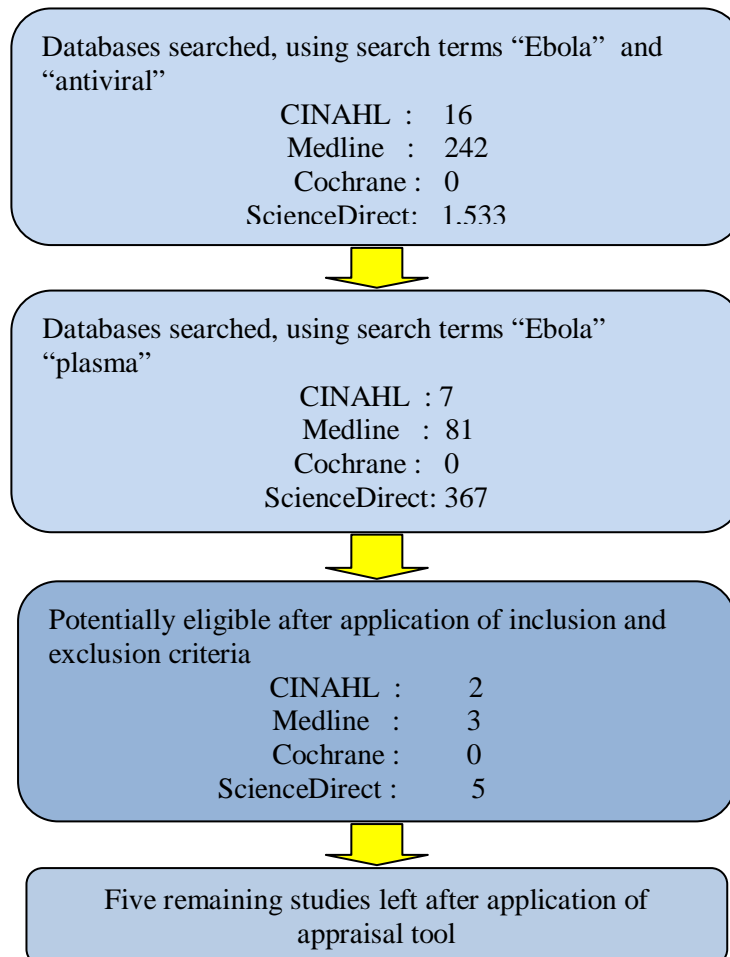 Databases searched, using search terms “Ebola” and
“antiviral”
CINAHL : 16
Medline : 242
Cochrane : 0
ScienceDirect: 1,533
Databases searched, using search terms “Ebola”
“plasma”
CINAHL : 7
Medline : 81
Cochrane : 0
ScienceDirect: 367
Potentially eligible after application of inclusion and
exclusion criteria
CINAHL : 2
Medline : 3
Cochrane : 0
ScienceDirect : 5
Five remaining studies left after application of
appraisal tool